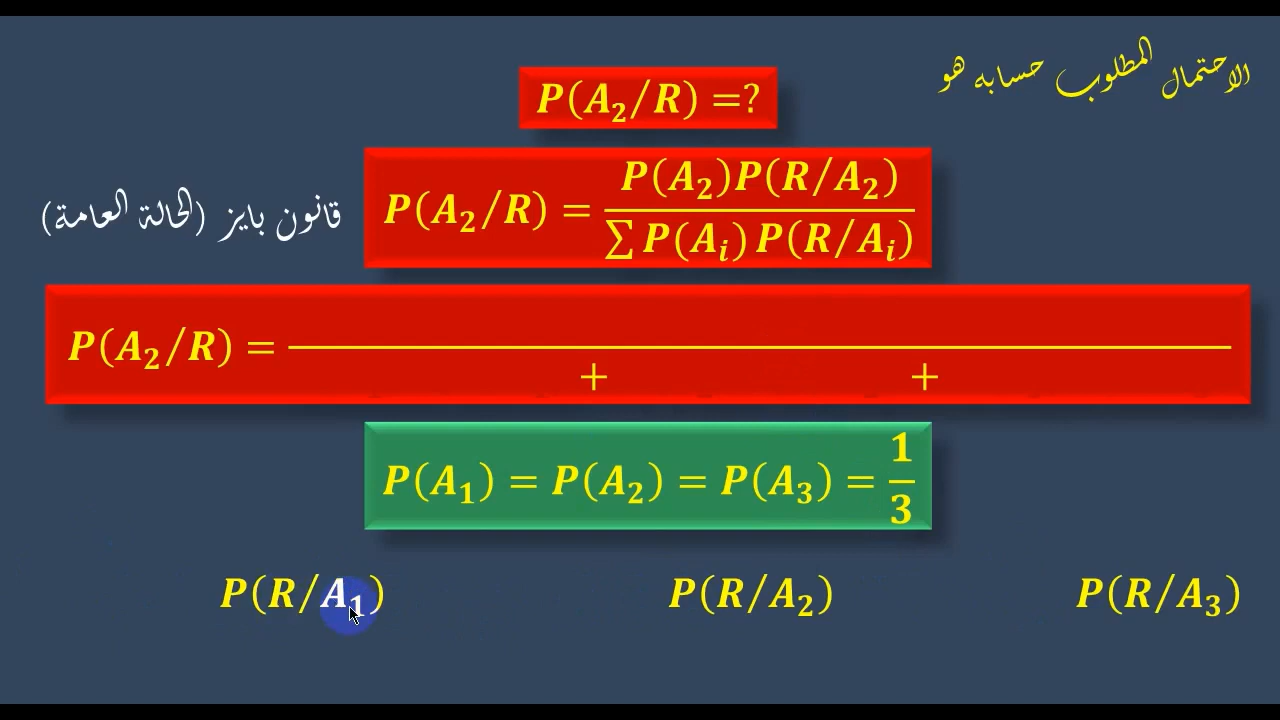 الاحتمال المطلوب حسابه هو
P(A₂/R) =?
قانون بايز (الحالة العامة)
P(A₂/R) = P(A₂)P(R/A₂) / ∑ P(Aᵢ) P(R/Aᵢ)
P(A₂/R) = ――― / + +
P(A₁) = P(A₂) = P(A₃) = 1/3
P(R/A₁) P(R/A₂) P(R/A₃)